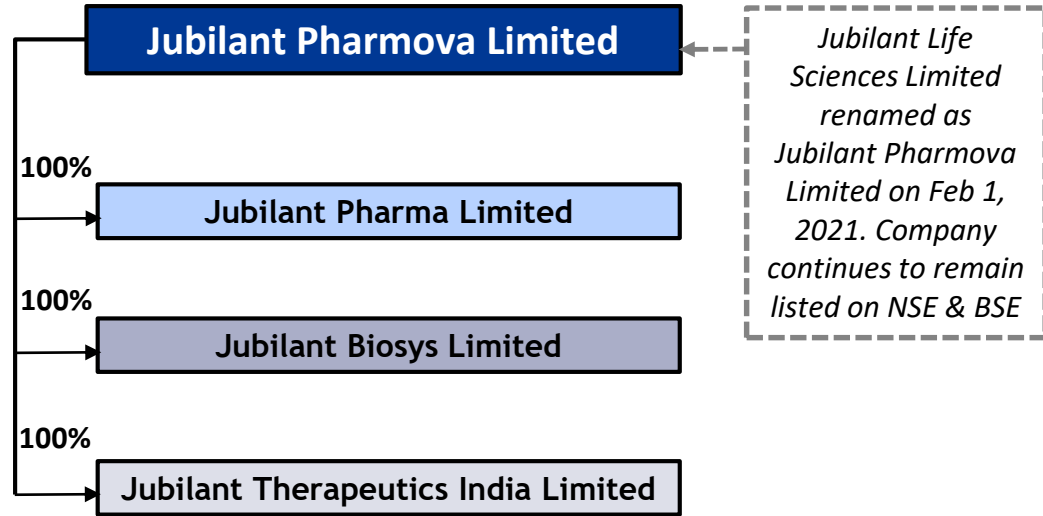 Jubilant Pharmova Limited
Jubilant Life
Sciences Limited
renamed as
Jubilant Pharmova
Limited on Feb 1,
2021. Company
continues to remain
listed on NSE & BSE
100%
Jubilant Pharma Limited
100%
Jubilant Biosys Limited
100%
Jubilant Therapeutics India Limited